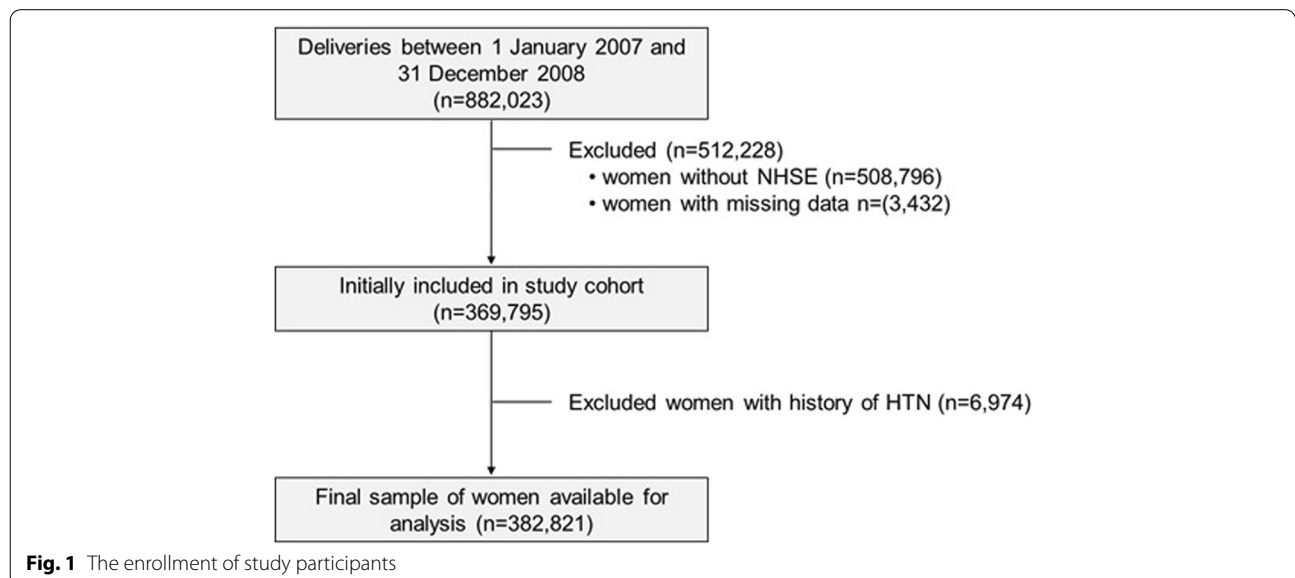 Deliveries between 1 January 2007 and
31 December 2008
(n=882,023)
Excluded (n=512,228)
• women without NHSE (n=508,796)
• women with missing data n=(3,432)
Initially included in study cohort
(n=369,795)
Excluded women with history of HTN (n=6,974)
Final sample of women available for
analysis (n=382,821)
Fig. 1 The enrollment of study participants